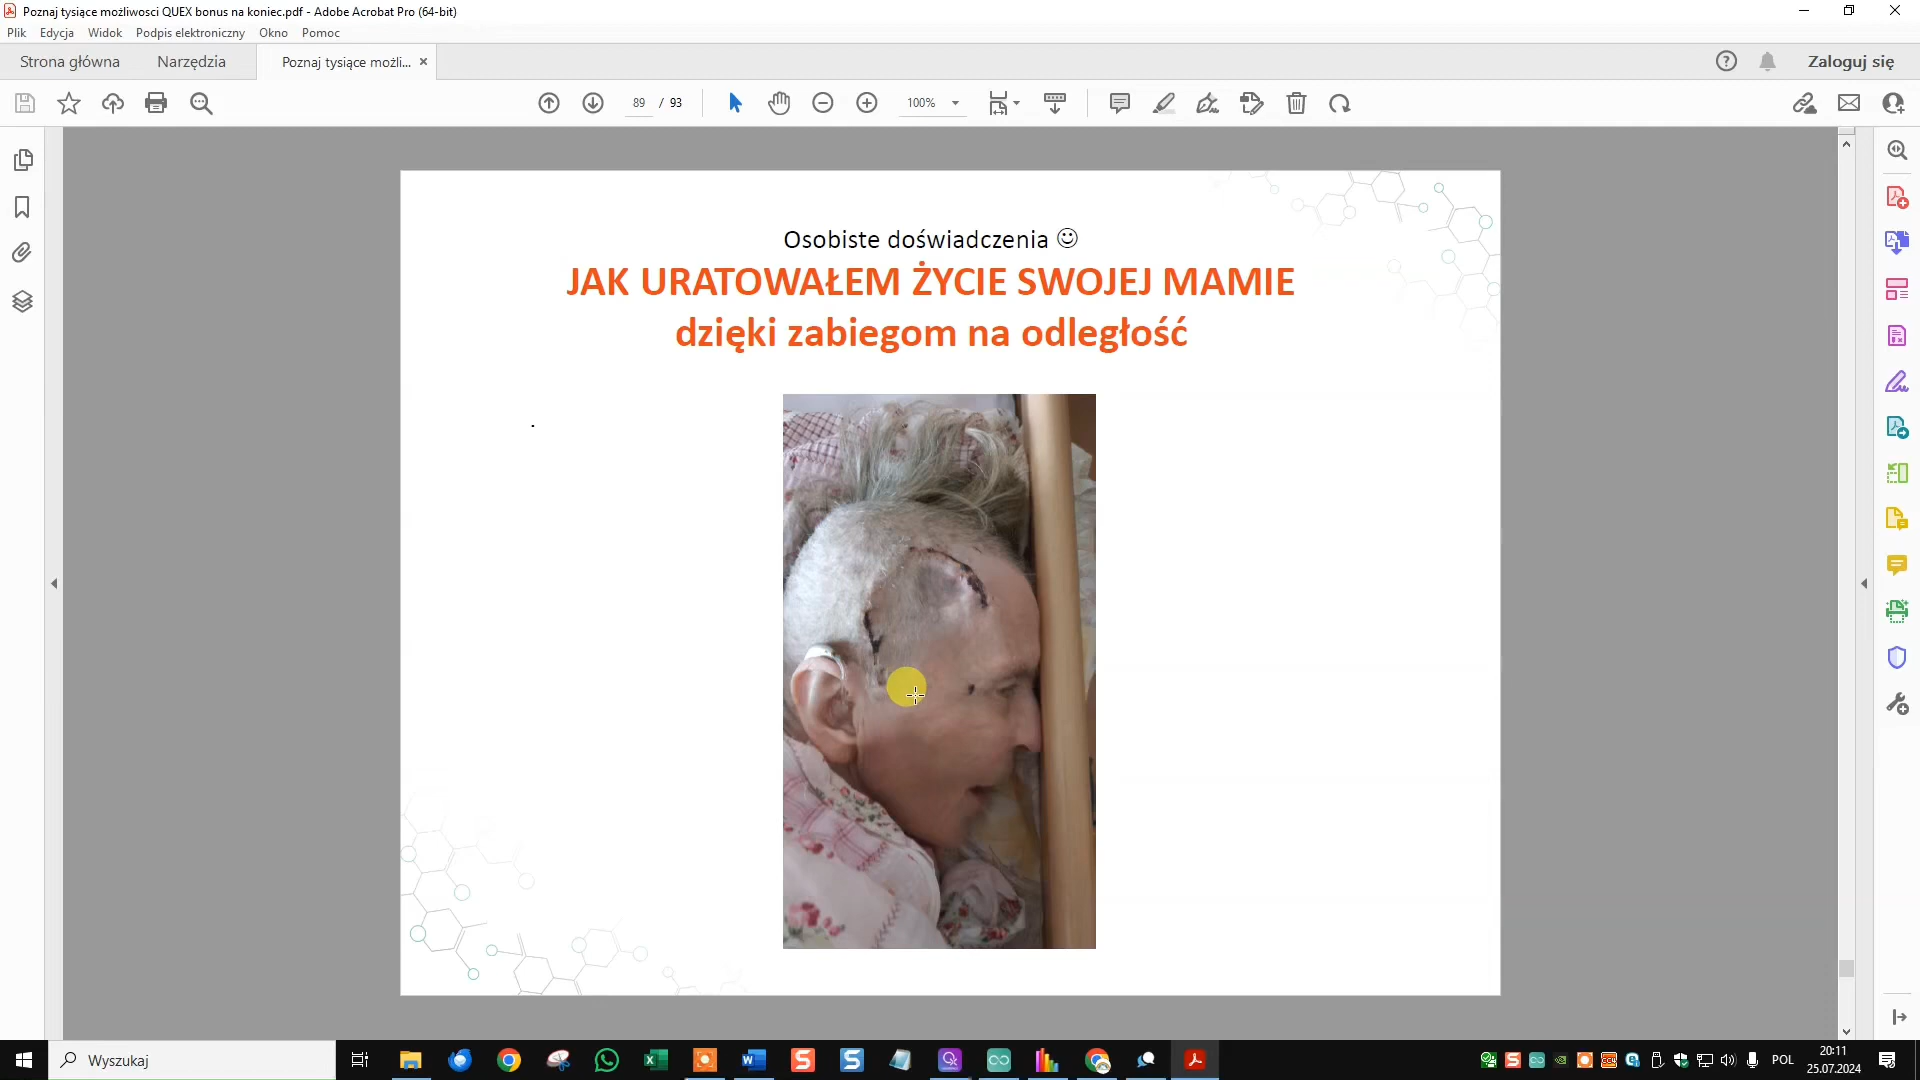 Poznaj tysiące możliwosci QUEX bonus na koniec.pdf - Adobe Acrobat Pro (64-bit)
Plik Edycja Widok Podpis elektroniczny Okno Pomoc
Strona główna Narzędzia Poznaj tysiące możli... Zaloguj się
89 / 93 100%
Osobiste doświadczenia
JAK URATOWAŁEM ŻYCIE SWOJEJ MAMIE
dzięki zabiegom na odległość
.
Wyszukaj
POL
20:11
25.07.2024